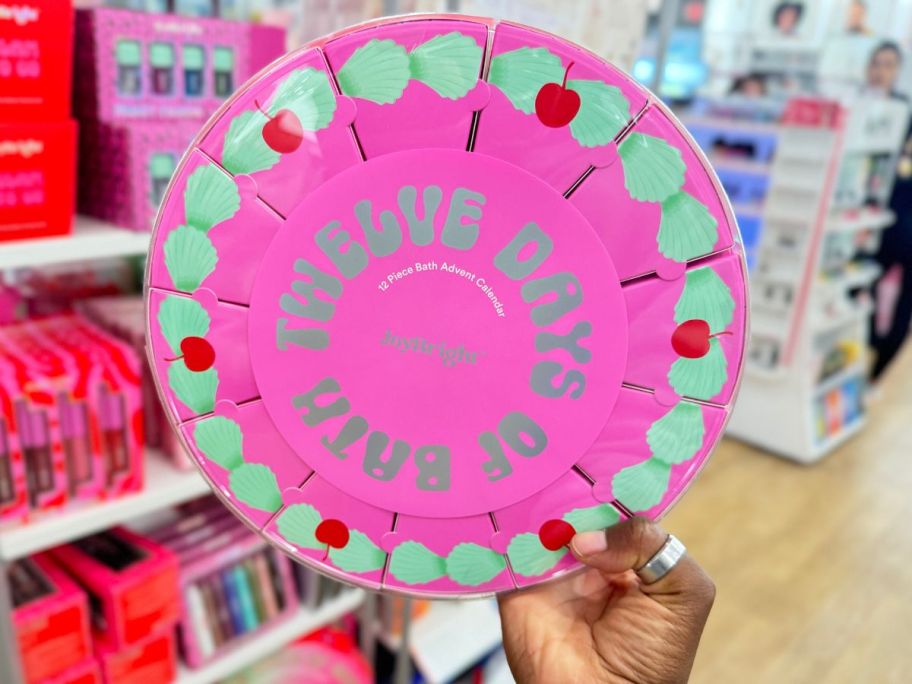 TWELVE DAYS OF BATH
12 Piece Bath Advent Calendar
JoyBright